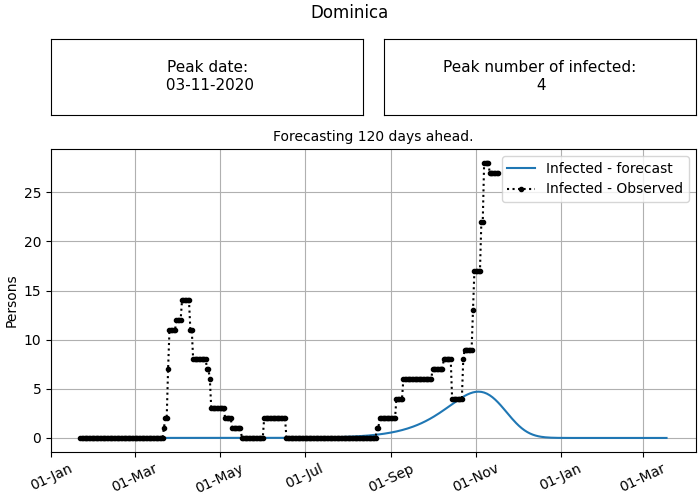 Dominica
Peak date:
03-11-2020
Peak number of infected:
4
Forecasting 120 days ahead.
Infected - forecast
Infected - Observed
Persons
25
20
15
10
5
0
01-Jan
01-Mar
01-May
01-Jul
01-Sep
01-Nov
01-Jan
01-Mar